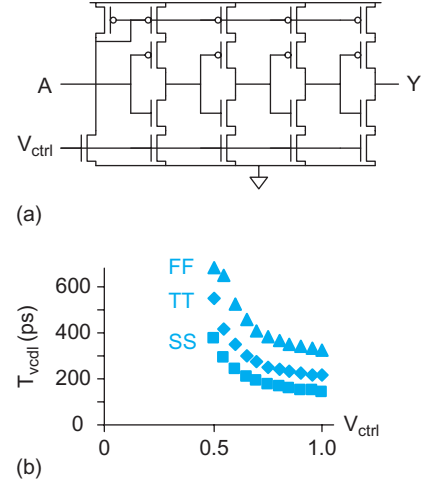 A
Y
V_ctrl
(a)
FF
TT
SS
600
400
200
0
T_vcdl (ps)
0
0.5
1.0
V_ctrl
(b)